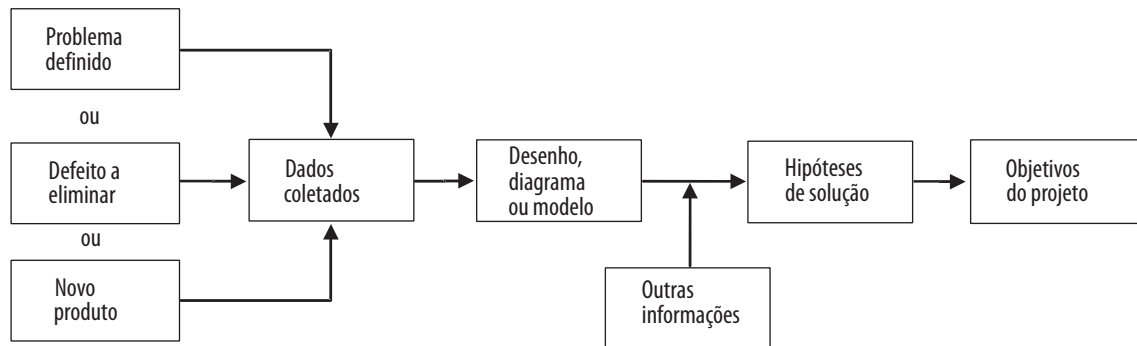 Problema
definido
ou
Defeito a
eliminar
ou
Novo
produto
Dados
coletados
Desenho,
diagrama
ou modelo
Outras
informações
Hipóteses
de solução
Objetivos
do projeto